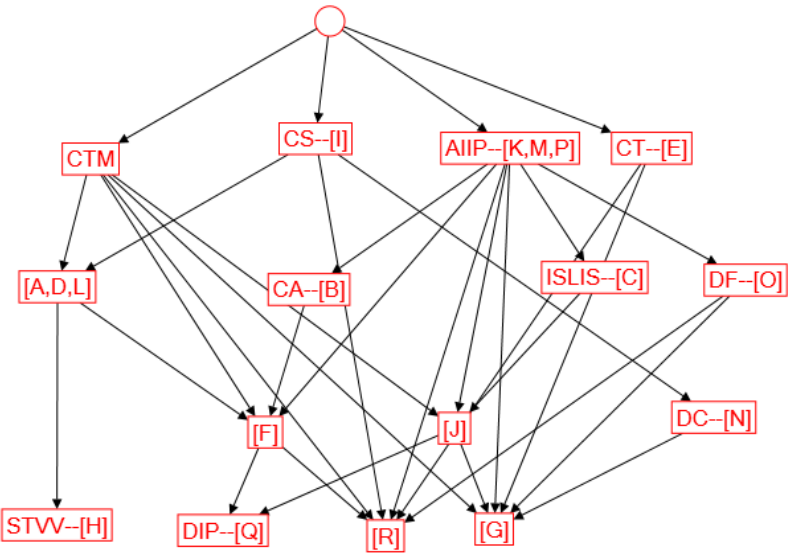 CS--[I]
CTM
AIIP--[K,M,P]
CT--[E]
[A,D,L]
CA--[B]
ISLIS--[C]
DF--[O]
[F]
[J]
DC--[N]
STVV--[H]
DIP--[Q]
[R]
[G]